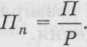 Пₙ = П / Р.